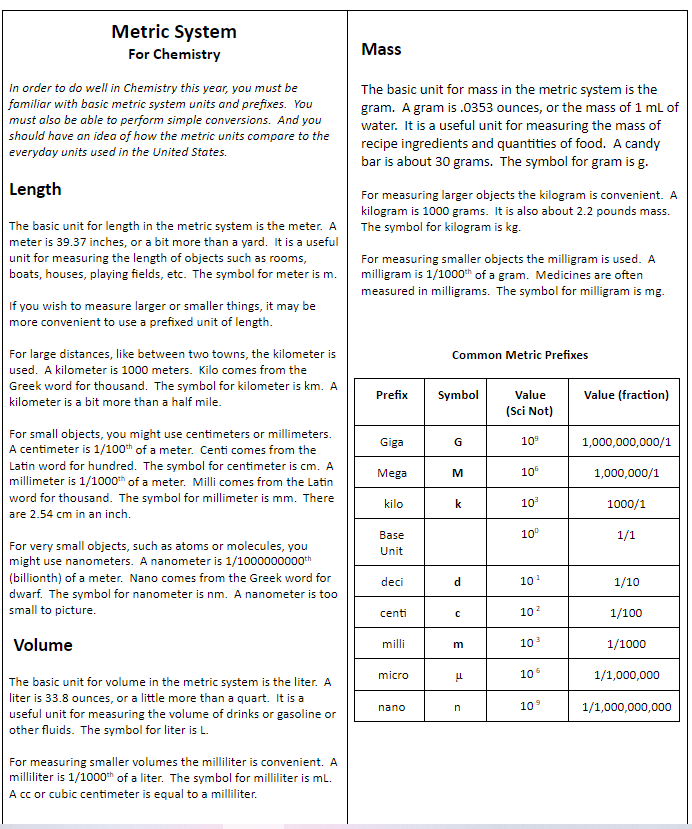 Metric System
For Chemistry
In order to do well in Chemistry this year, you must be
familiar with basic metric system units and prefixes. You
must also be able to perform simple conversions. And you
should have an idea of how the metric units compare to the
everyday units used in the United States.
Length
The basic unit for length in the metric system is the meter. A
meter is 39.37 inches, or a bit more than a yard. It is a useful
unit for measuring the length of objects such as rooms,
boats, houses, playing fields, etc. The symbol for meter is m.
If you wish to measure larger or smaller things, it may be
more convenient to use a prefixed unit of length.
For large distances, like between two towns, the kilometer is
used. A kilometer is 1000 meters. Kilo comes from the
Greek word for thousand. The symbol for kilometer is km. A
kilometer is a bit more than a half mile.
For small objects, you might use centimeters or millimeters.
A centimeter is 1/100th of a meter. Centi comes from the
Latin word for hundred. The symbol for centimeter is cm. A
millimeter is 1/1000th of a meter. Milli comes from the Latin
word for thousand. The symbol for millimeter is mm. There
are 2.54 cm in an inch.
For very small objects, such as atoms or molecules, you
might use nanometers. A nanometer is 1/1000000000th
(billionth) of a meter. Nano comes from the Greek word for
dwarf. The symbol for nanometer is nm. A nanometer is too
small to picture.
Volume
The basic unit for volume in the metric system is the liter. A
liter is 33.8 ounces, or a little more than a quart. It is a
useful unit for measuring the volume of drinks or gasoline or
other fluids. The symbol for liter is L.
For measuring smaller volumes the milliliter is convenient. A
milliliter is 1/1000th of a liter. The symbol for milliliter is mL.
A cc or cubic centimeter is equal to a milliliter.
Mass
The basic unit for mass in the metric system is the
gram. A gram is .0353 ounces, or the mass of 1 mL of
water. It is a useful unit for measuring the mass of
recipe ingredients and quantities of food. A candy
bar is about 30 grams. The symbol for gram is g.
For measuring larger objects the kilogram is convenient. A
kilogram is 1000 grams. It is also about 2.2 pounds mass.
The symbol for kilogram is kg.
For measuring smaller objects the milligram is used. A
milligram is 1/1000th of a gram. Medicines are often
measured in milligrams. The symbol for milligram is mg.
Common Metric Prefixes
Prefix Symbol Value (Sci Not) Value (fraction)
Giga G 10⁹ 1,000,000,000/1
Mega M 10⁶ 1,000,000/1
kilo k 10³ 1000/1
Base Unit 10⁰ 1/1
deci d 10 ¹ 1/10
centi c 10 ² 1/100
milli m 10 ³ 1/1000
micro µ 10 ⁶ 1/1,000,000
nano n 10 ⁹ 1/1,000,000,000